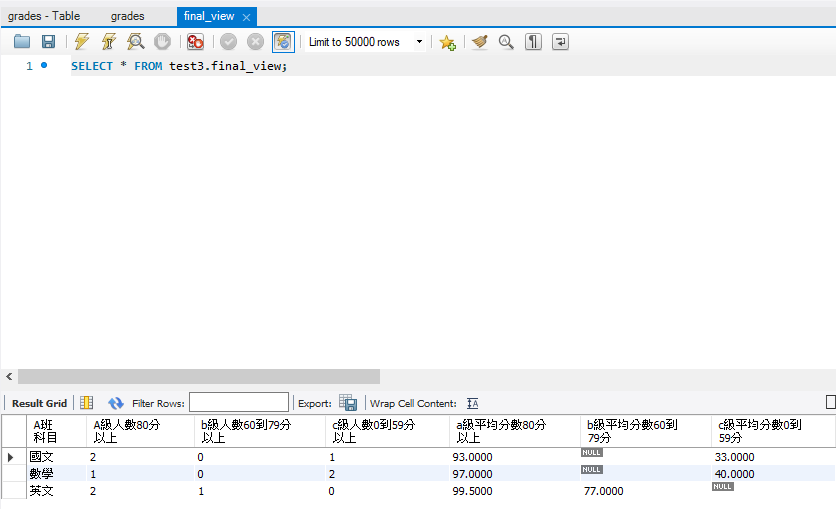 grades - Table grades final_view
Limit to 50000 rows
1 SELECT * FROM test3.final_view;
Result Grid Filter Rows: Export: Wrap Cell Content: IA
A班 A級人數80分 b級人數60到79分 c級人數0到59分 a級平均分數80分 b級平均分數60到 c級平均分數0到
科目 以上 以上 以上 以上 79分 59分
國文 2 0 1 93.0000 NULL 33.0000
數學 1 0 2 97.0000 NULL 40.0000
英文 2 1 0 99.5000 77.0000 NULL